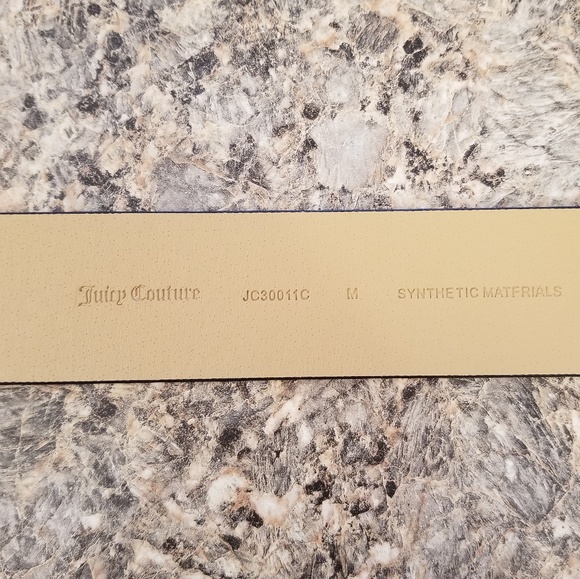 Juicy Couture JC30011C M SYNTHETIC MATERIALS